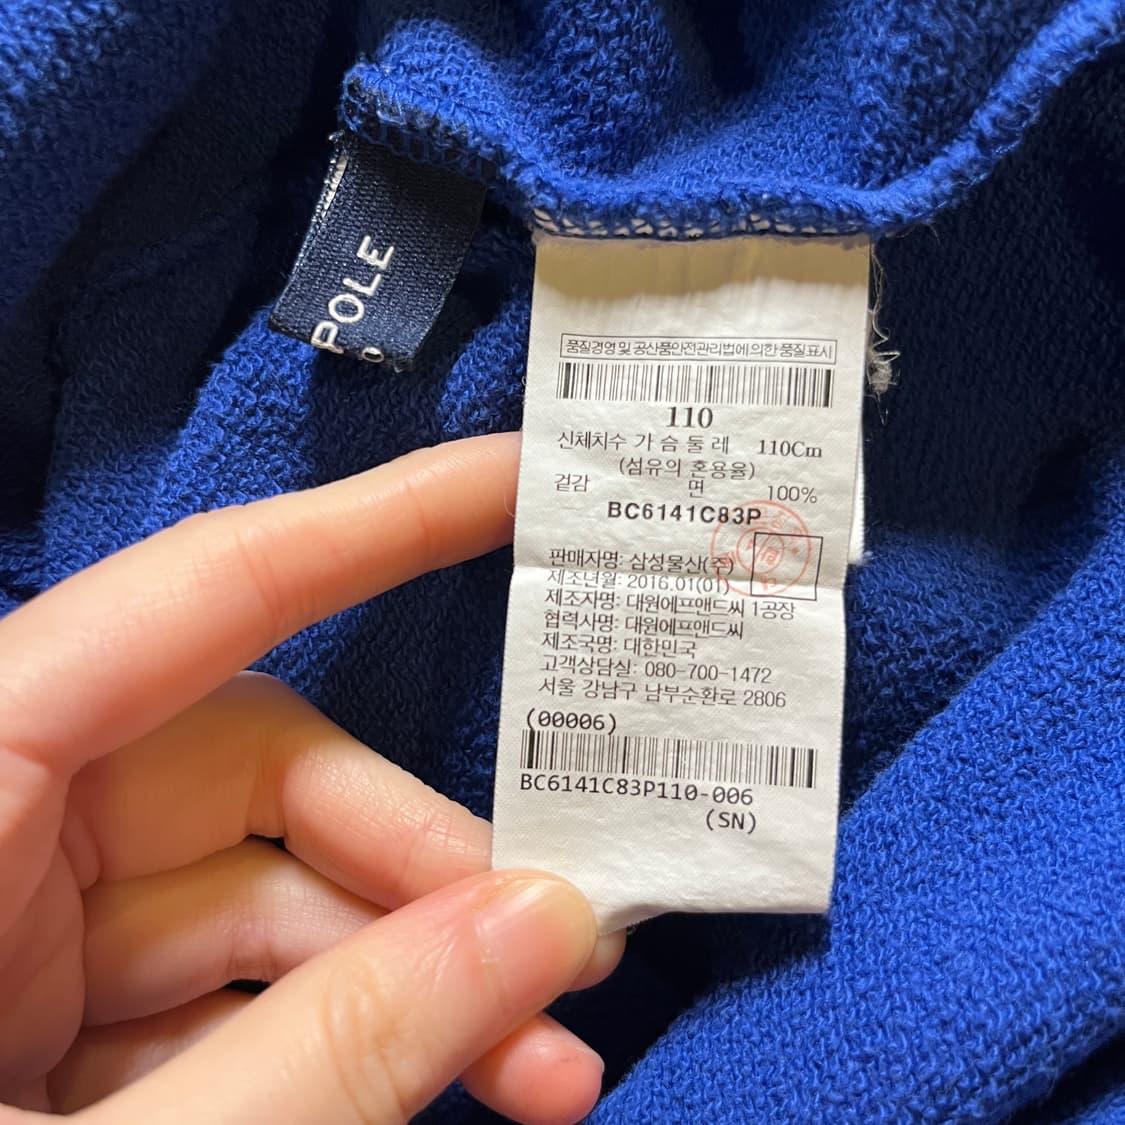 POLE
품질경영 및 공산품안전관리법에 의한 품질표시
110
신체치수 가 슴 둘 레 110Cm
(섬유의 혼용율)
겉감 면 100%
BC6141C83P
판매자명: 삼성물산(주)
제조년월: 2016.01(01)
제조자명: 대원에프앤드씨 1공장
협력사명: 대원에프앤드씨
제조국명: 대한민국
고객상담실: 080-700-1472
서울 강남구 남부순환로 2806
(00006)
BC6141C83P110-006
(SN)